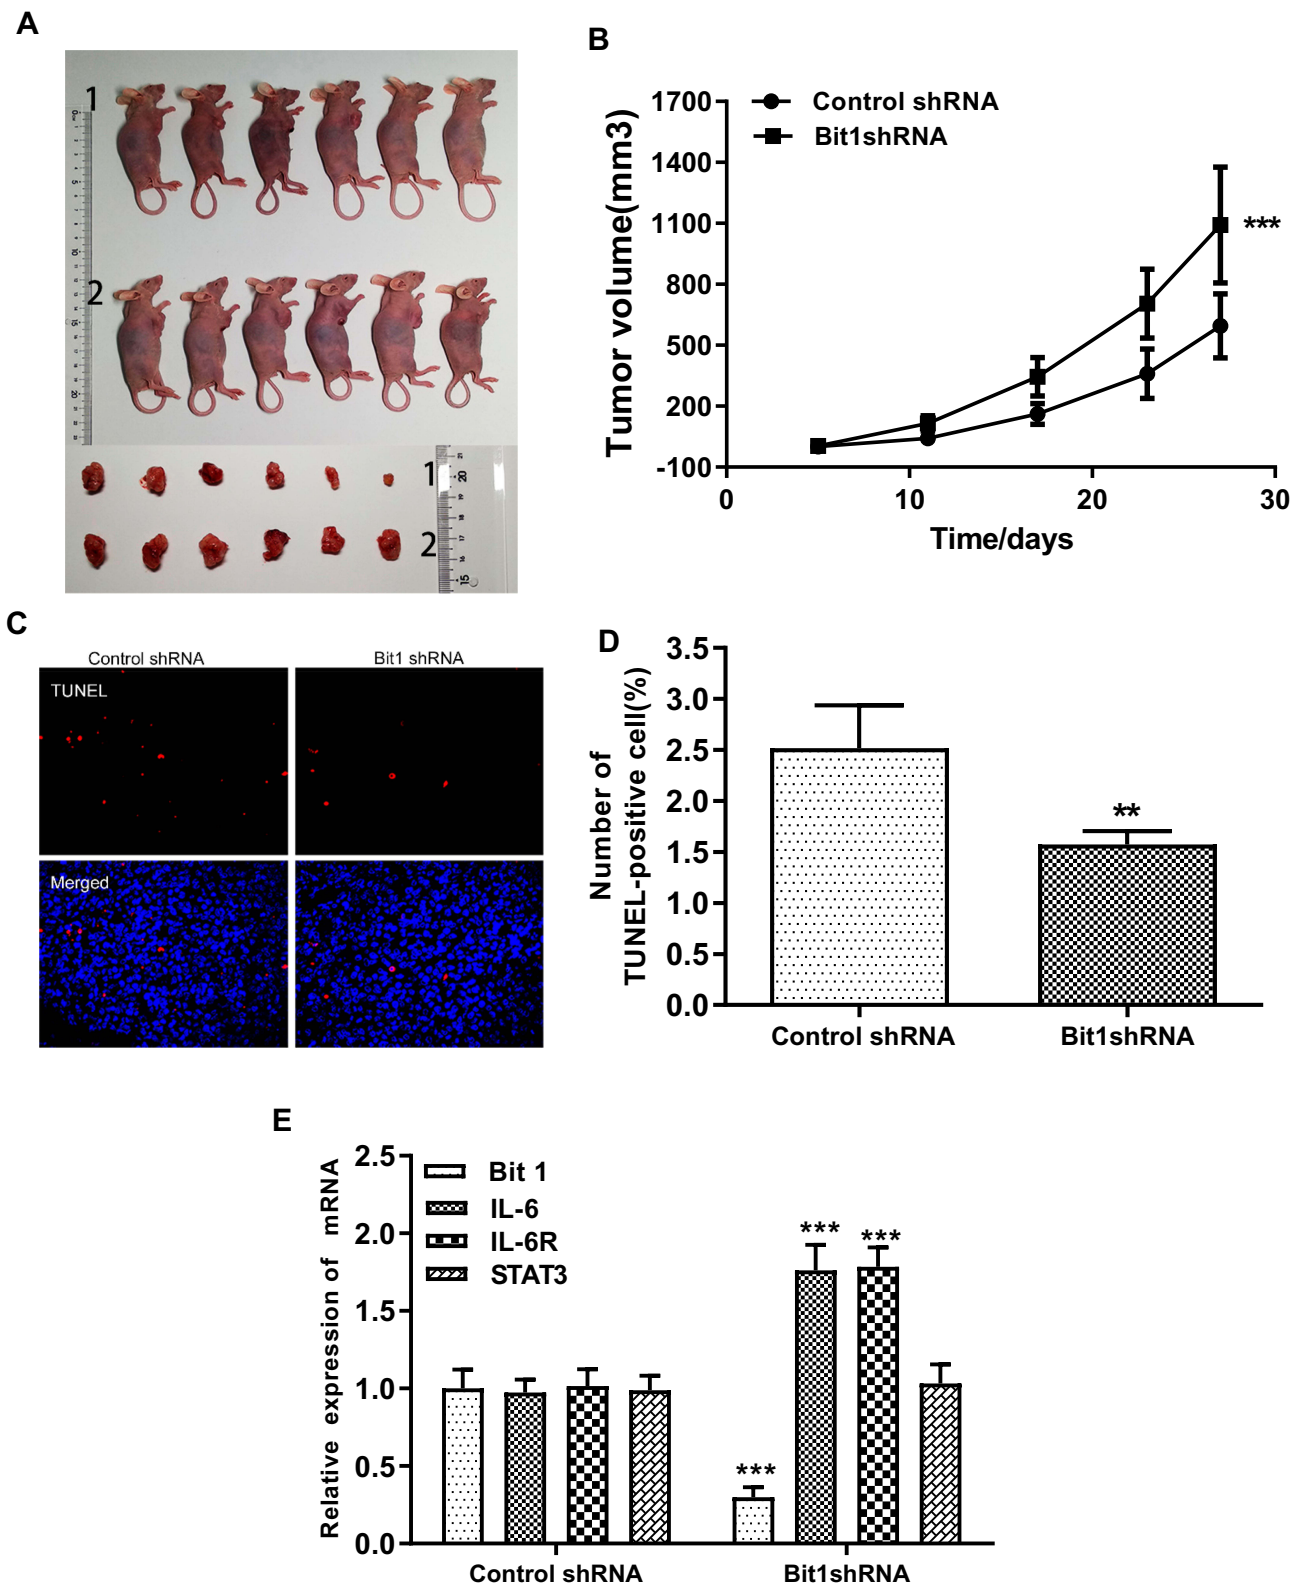 A
1
2
1
2
20
15
B
Tumor volume(mm3)
1700
1400
1100
800
500
200
-100
Control shRNA
Bit1shRNA
***
0
10
20
30
Time/days
C
Control shRNA
Bit1 shRNA
TUNEL
Merged
D
Number of
TUNEL-positive cell(%)
3.5
3.0
2.5
2.0
1.5
1.0
0.5
0.0
**
Control shRNA
Bit1shRNA
E
Relative expression of mRNA
2.5
2.0
1.5
1.0
0.5
0.0
Bit 1
IL-6
IL-6R
STAT3
***
***
***
Control shRNA
Bit1shRNA